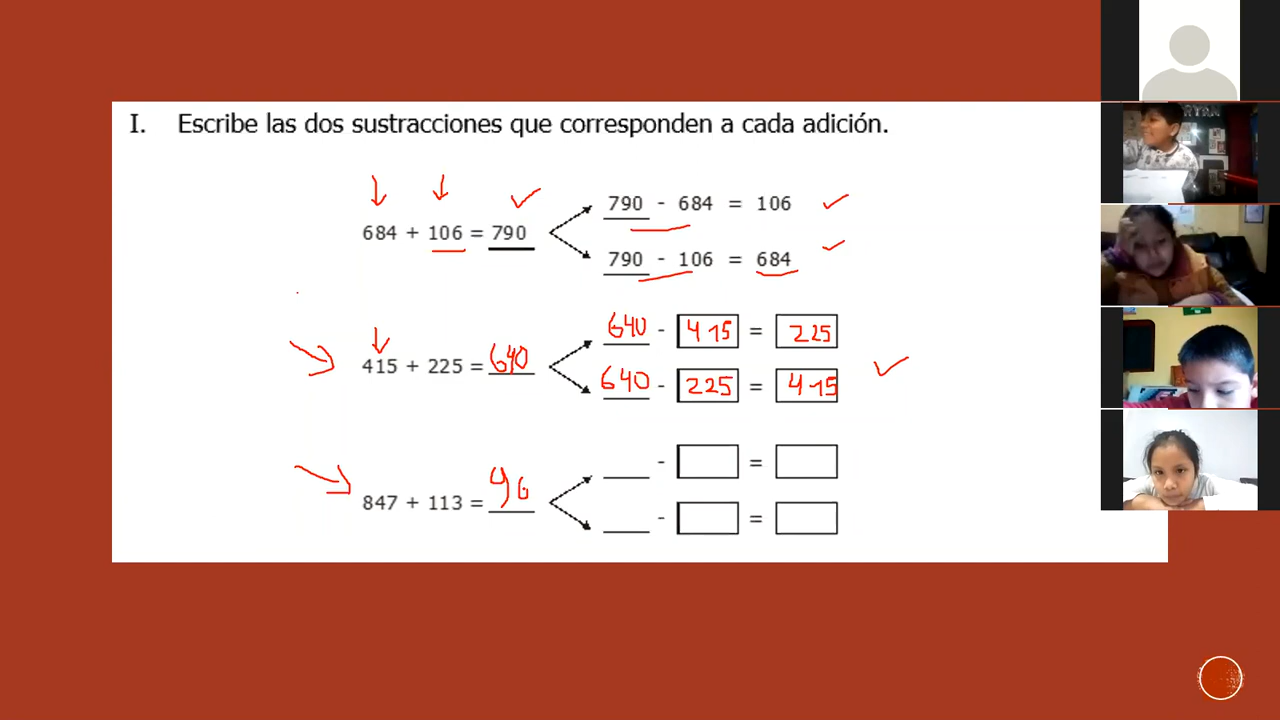 I. Escribe las dos sustracciones que corresponden a cada adición.
790 - 684 = 106
684 + 106 = 790
790 - 106 = 684
640 - 415 = 225
415 + 225 = 640
640 - 225 = 415
- =
847 + 113 = 96
- =